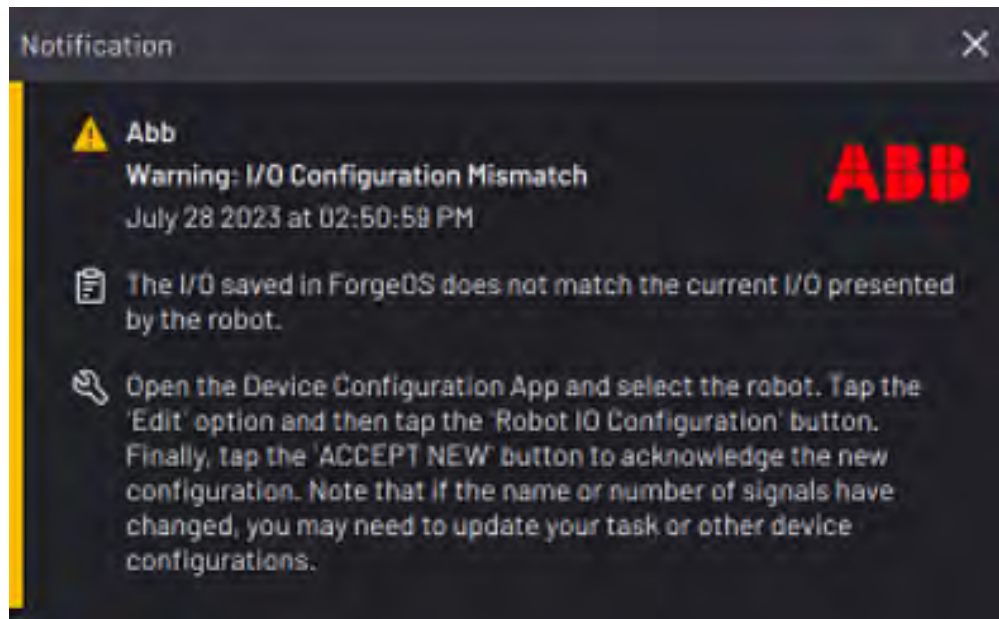 Notification
Abb
ABB
Warning: I/O Configuration Mismatch
July 28 2023 at 02:50:59 PM
The I/O saved in ForgeOS does not match the current I/O presented
by the robot.
Open the Device Configuration App and select the robot. Tap the
'Edit' option and then tap the 'Robot IO Configuration' button.
Finally, tap the 'ACCEPT NEW' button to acknowledge the new
configuration. Note that if the name or number of signals have
changed, you may need to update your task or other device
configurations.